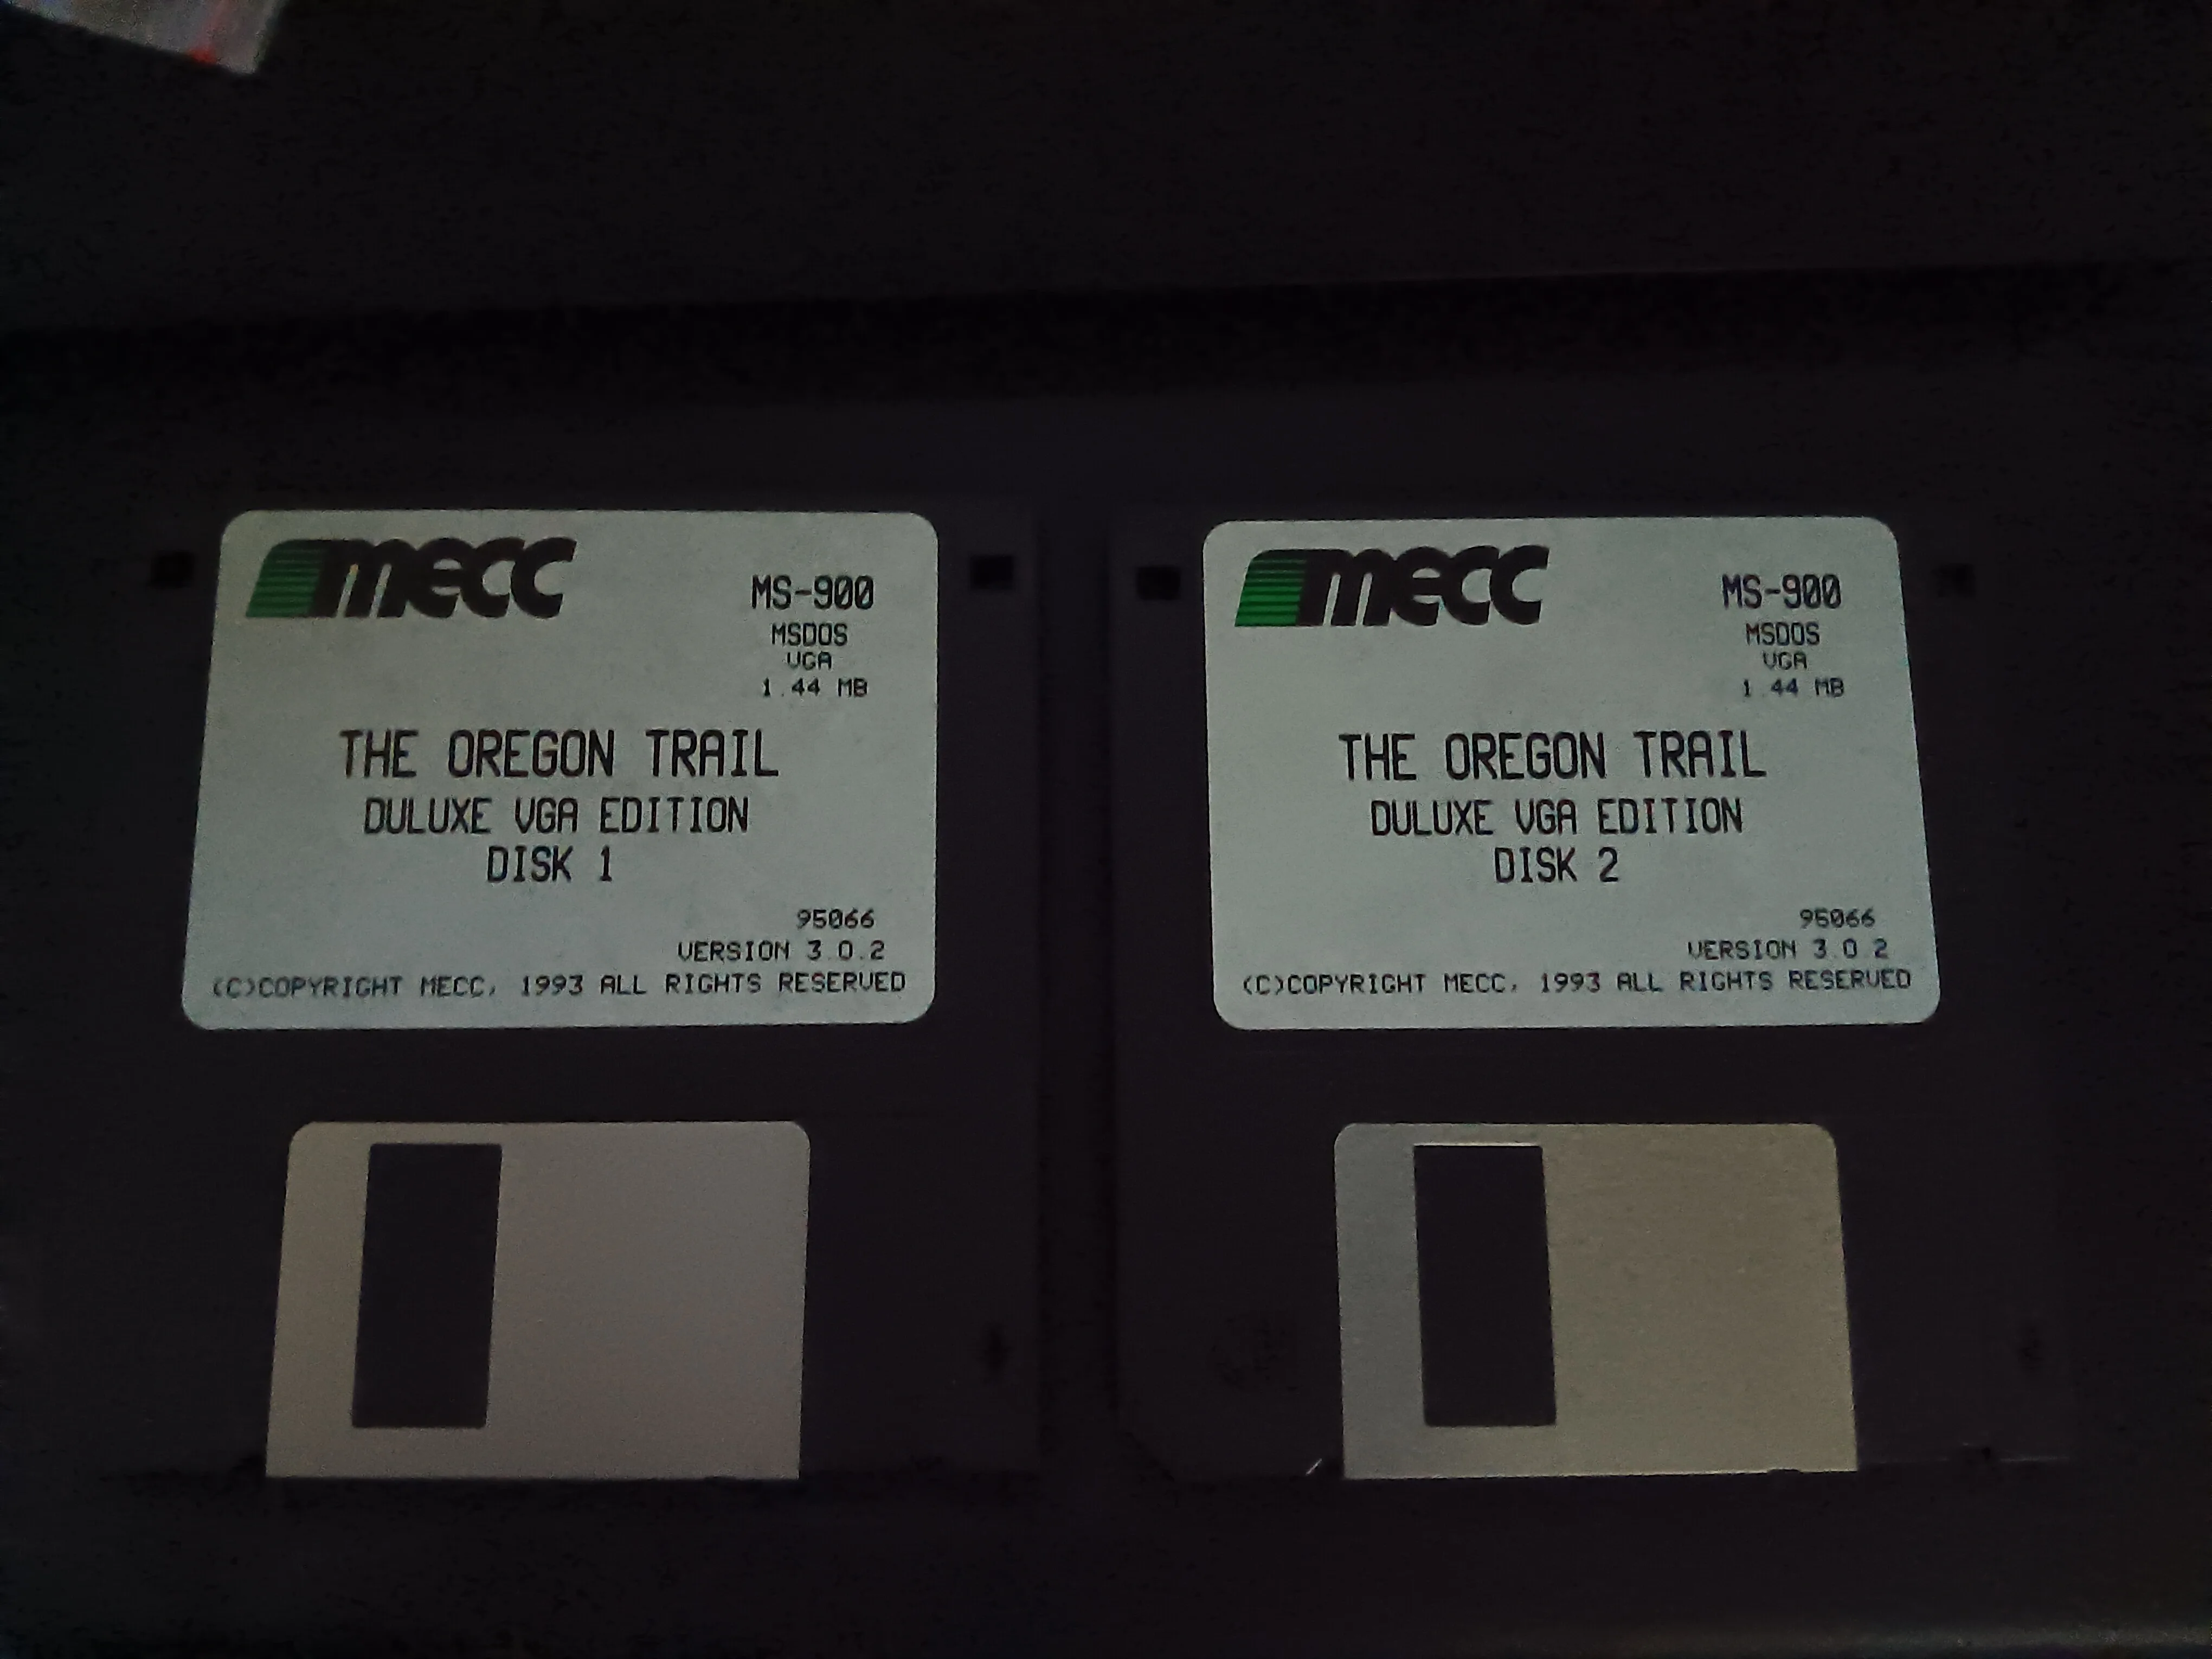 mecc
MS-900
MSDOS
VGA
1.44 MB
THE OREGON TRAIL
DULUXE VGA EDITION
DISK 1
95066
VERSION 3.0.2
(C)COPYRIGHT MECC, 1993 ALL RIGHTS RESERVED
mecc
MS-900
MSDOS
VGA
1.44 MB
THE OREGON TRAIL
DULUXE VGA EDITION
DISK 2
95066
VERSION 3.0.2
(C)COPYRIGHT MECC, 1993 ALL RIGHTS RESERVED